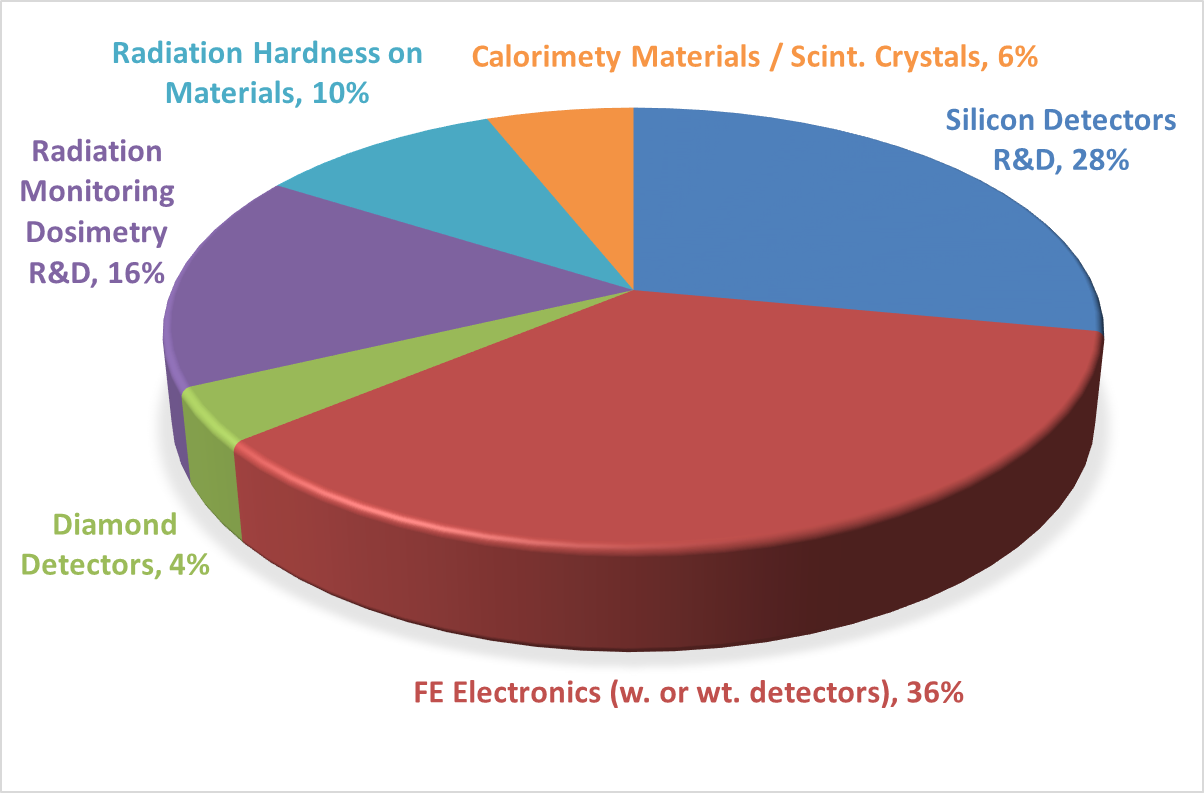 Radiation Hardness on
Materials, 10%
Calorimety Materials / Scint. Crystals, 6%
Silicon Detectors
R&D, 28%
Radiation
Monitoring
Dosimetry
R&D, 16%
Diamond
Detectors, 4%
FE Electronics (w. or wt. detectors), 36%